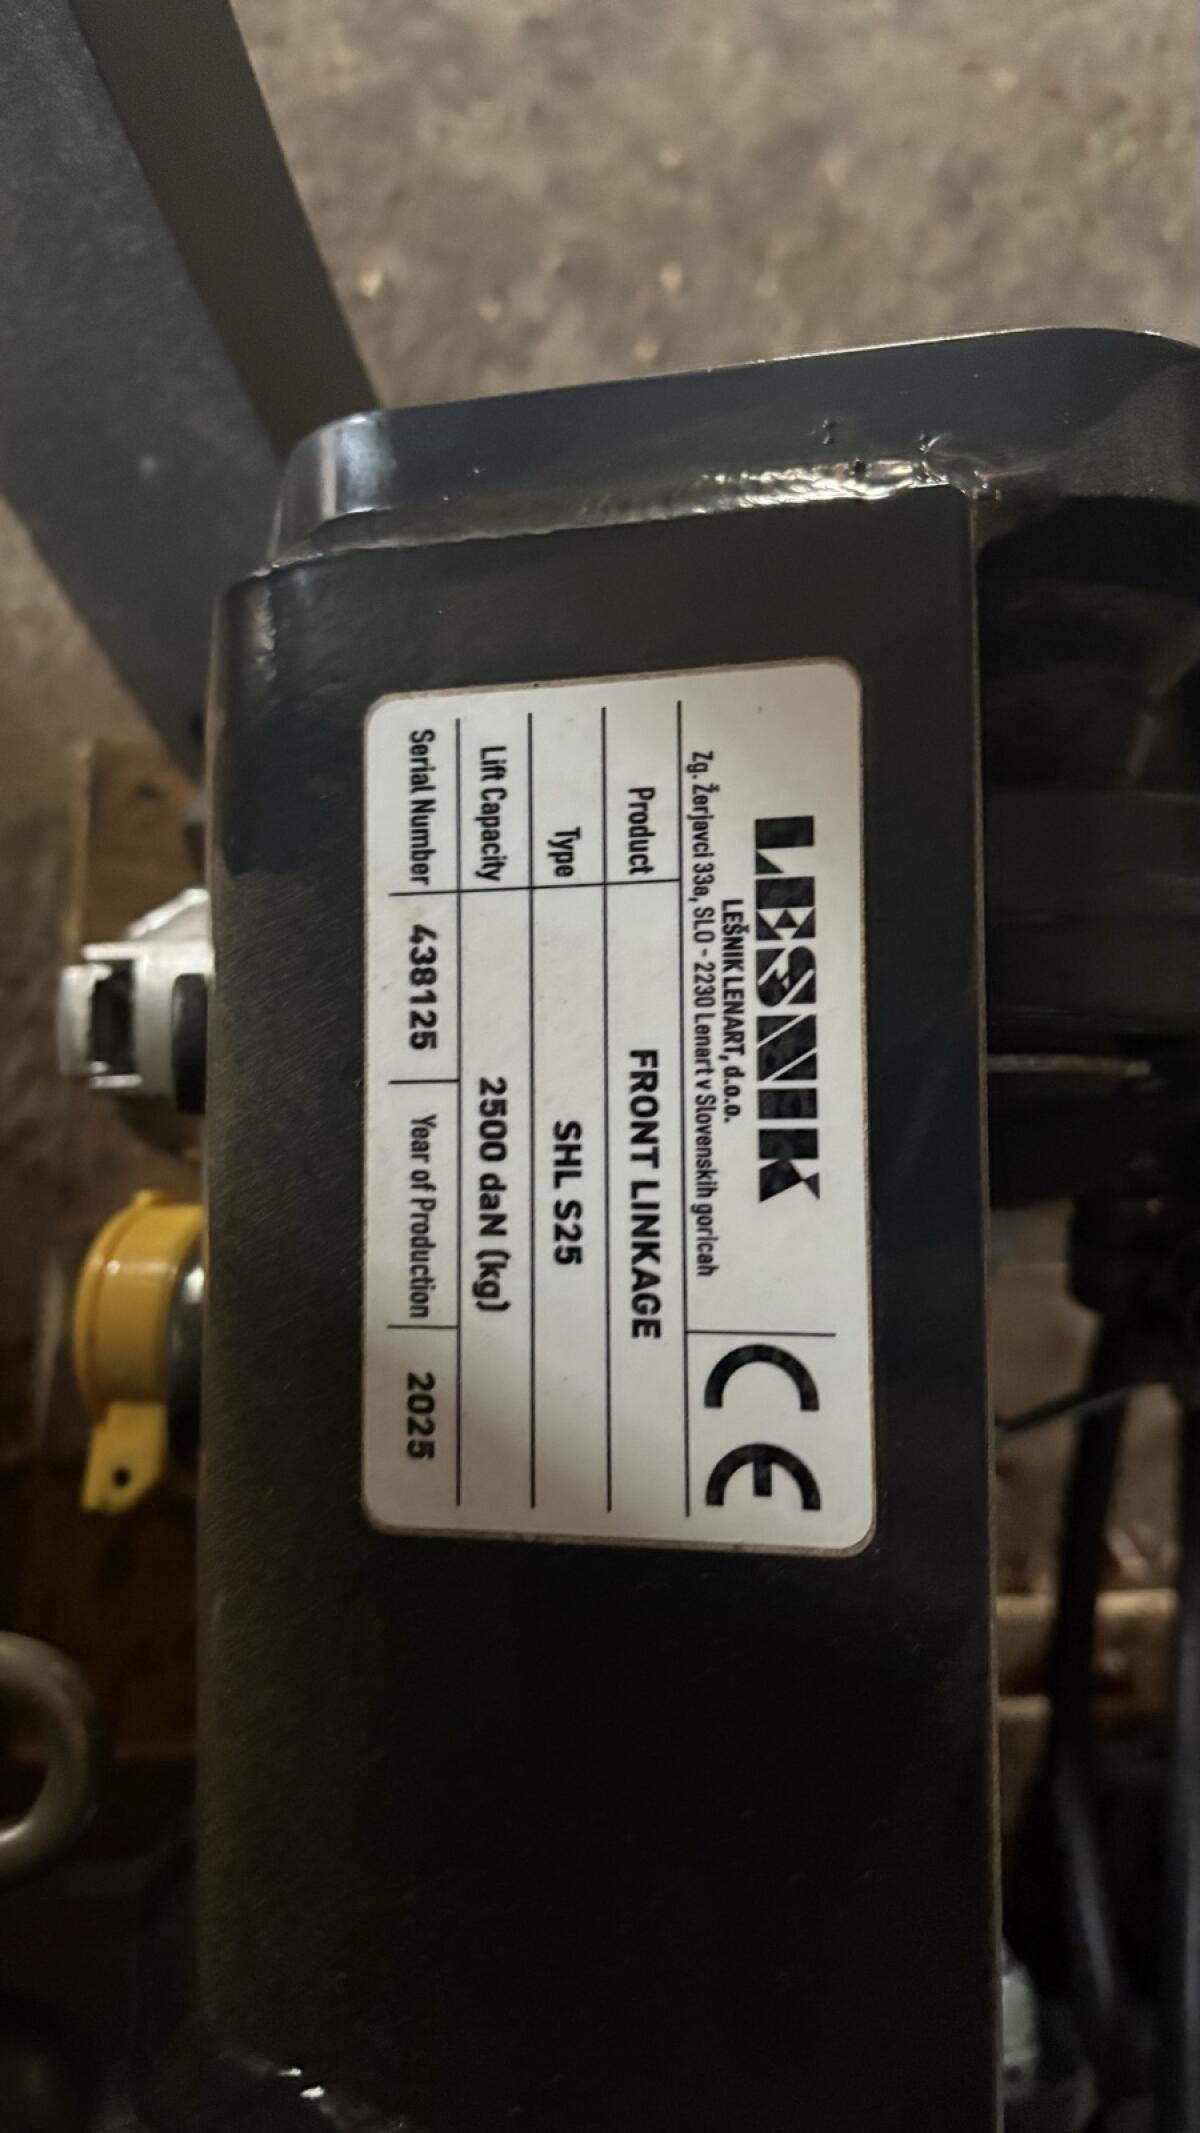 LESNIK
LEŠNIK LENART, d.o.o.
Zg. Žerjavci 33a, SLO - 2230 Lenart v Slovenskih goricah
CE
Product FRONT LINKAGE
Type SHL S25
Lift Capacity 2500 daN (kg)
Serial Number 438125 Year of Production 2025